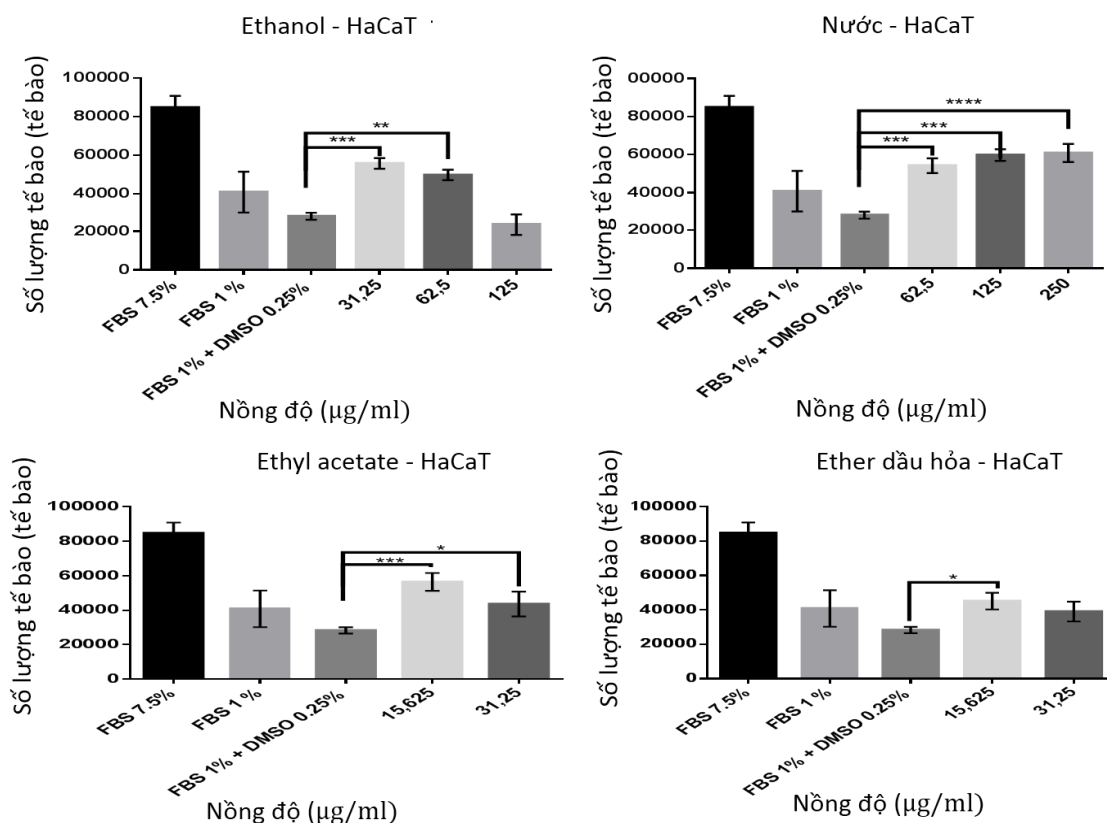 Ethanol - HaCaT
Số lượng tế bào (tế bào)
100000
80000
60000
40000
20000
0
***
**
FBS 7.5%
FBS 1 %
FBS 1% + DMSO 0.25%
31,25
62,5
125
Nồng độ (µg/ml)
Nước - HaCaT
Số lượng tế bào (tế bào)
00000
80000
60000
40000
20000
0
***
***
****
FBS 7.5%
FBS 1 %
FBS 1% + DMSO 0.25%
62,5
125
250
Nồng độ (µg/ml)
Ethyl acetate - HaCaT
Số lượng tế bào (tế bào)
100000
80000
60000
40000
20000
0
***
*
FBS 7.5%
FBS 1 %
FBS 1% + DMSO 0.25%
15,625
31,25
Nồng độ (µg/ml)
Ether dầu hỏa - HaCaT
Số lượng tế bào (tế bào)
100000
80000
60000
40000
20000
0
*
FBS 7.5%
FBS 1 %
FBS 1% + DMSO 0.25%
15,625
31,25
Nồng độ (µg/ml)